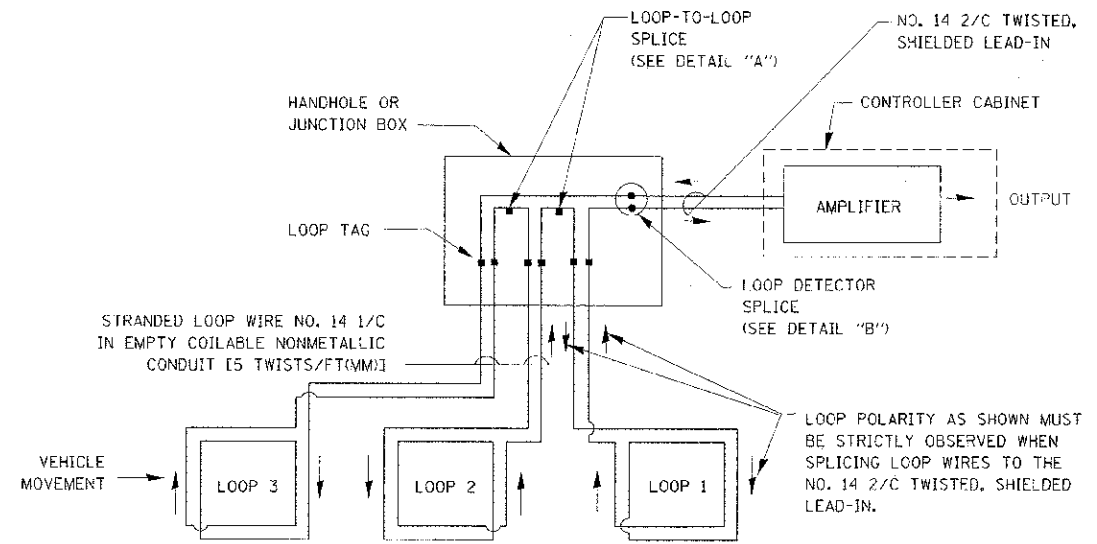 LOOP-TO-LOOP
SPLICE
(SEE DETAIL "A")
NO. 14 2/C TWISTED,
SHIELDED LEAD-IN
HANDHOLE OR
JUNCTION BOX
CONTROLLER CABINET
AMPLIFIER
OUTPUT
LOOP TAG
LOOP DETECTOR
SPLICE
(SEE DETAIL "B")
STRANDED LOOP WIRE NO. 14 1/C
IN EMPTY COILABLE NONMETALLIC
CONDUIT [5 TWISTS/FT(MM)]
LOOP POLARITY AS SHOWN MUST
BE STRICTLY OBSERVED WHEN
SPLICING LOOP WIRES TO THE
NO. 14 2/C TWISTED, SHIELDED
LEAD-IN.
VEHICLE
MOVEMENT
LOOP 3
LOOP 2
LOOP 1